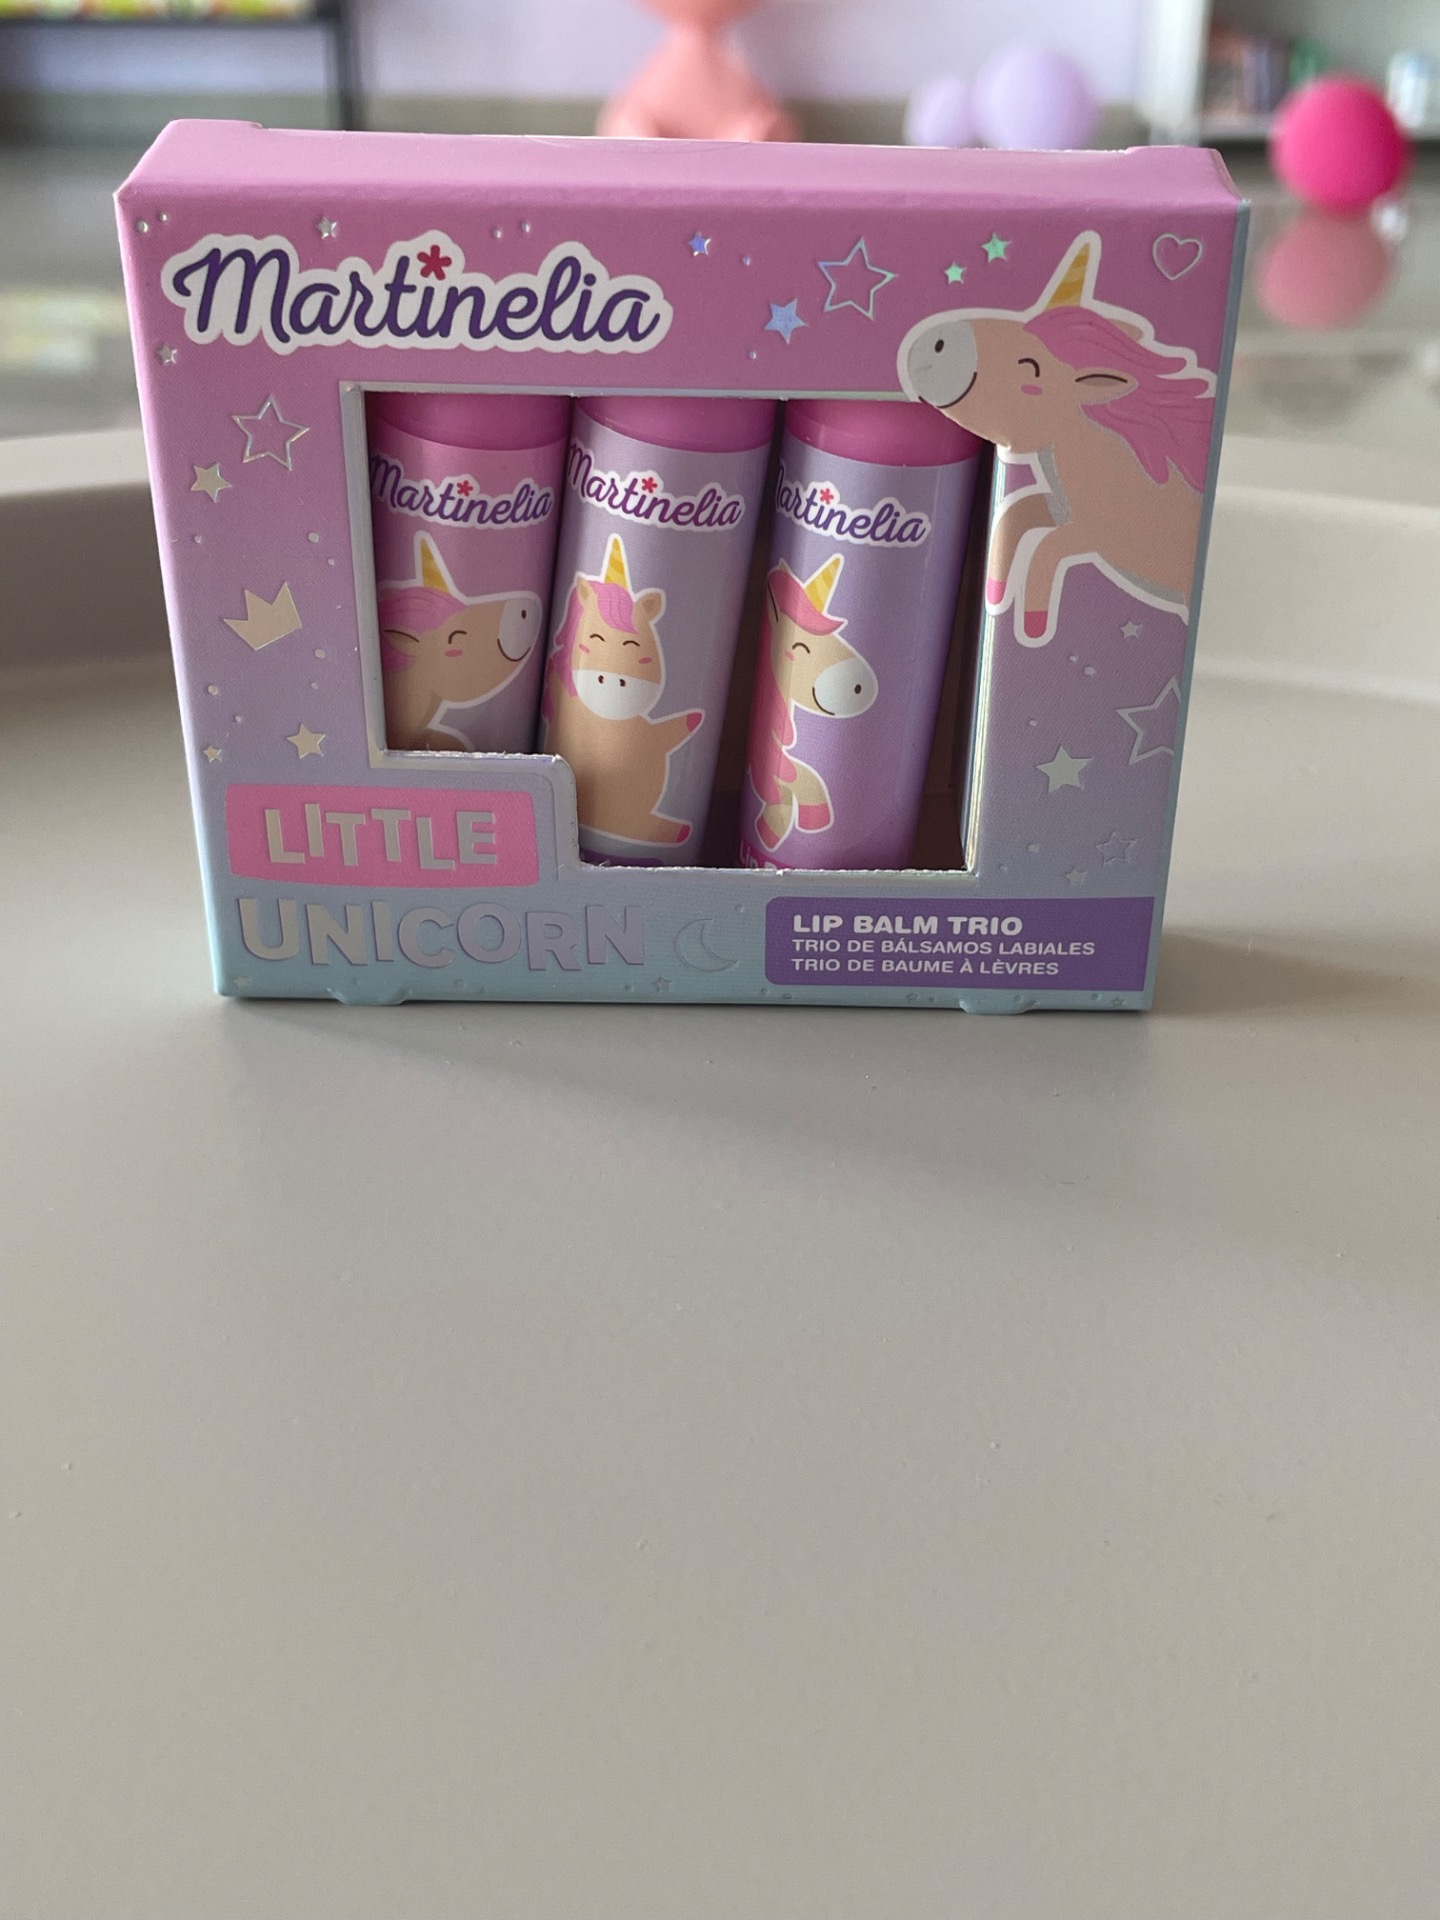 Martinelia
Martinelia
Martinelia
Martinelia
LITTLE
UNICORN
LIP BALM TRIO
TRIO DE BÁLSAMOS LABIALES
TRIO DE BAUME À LÈVRES